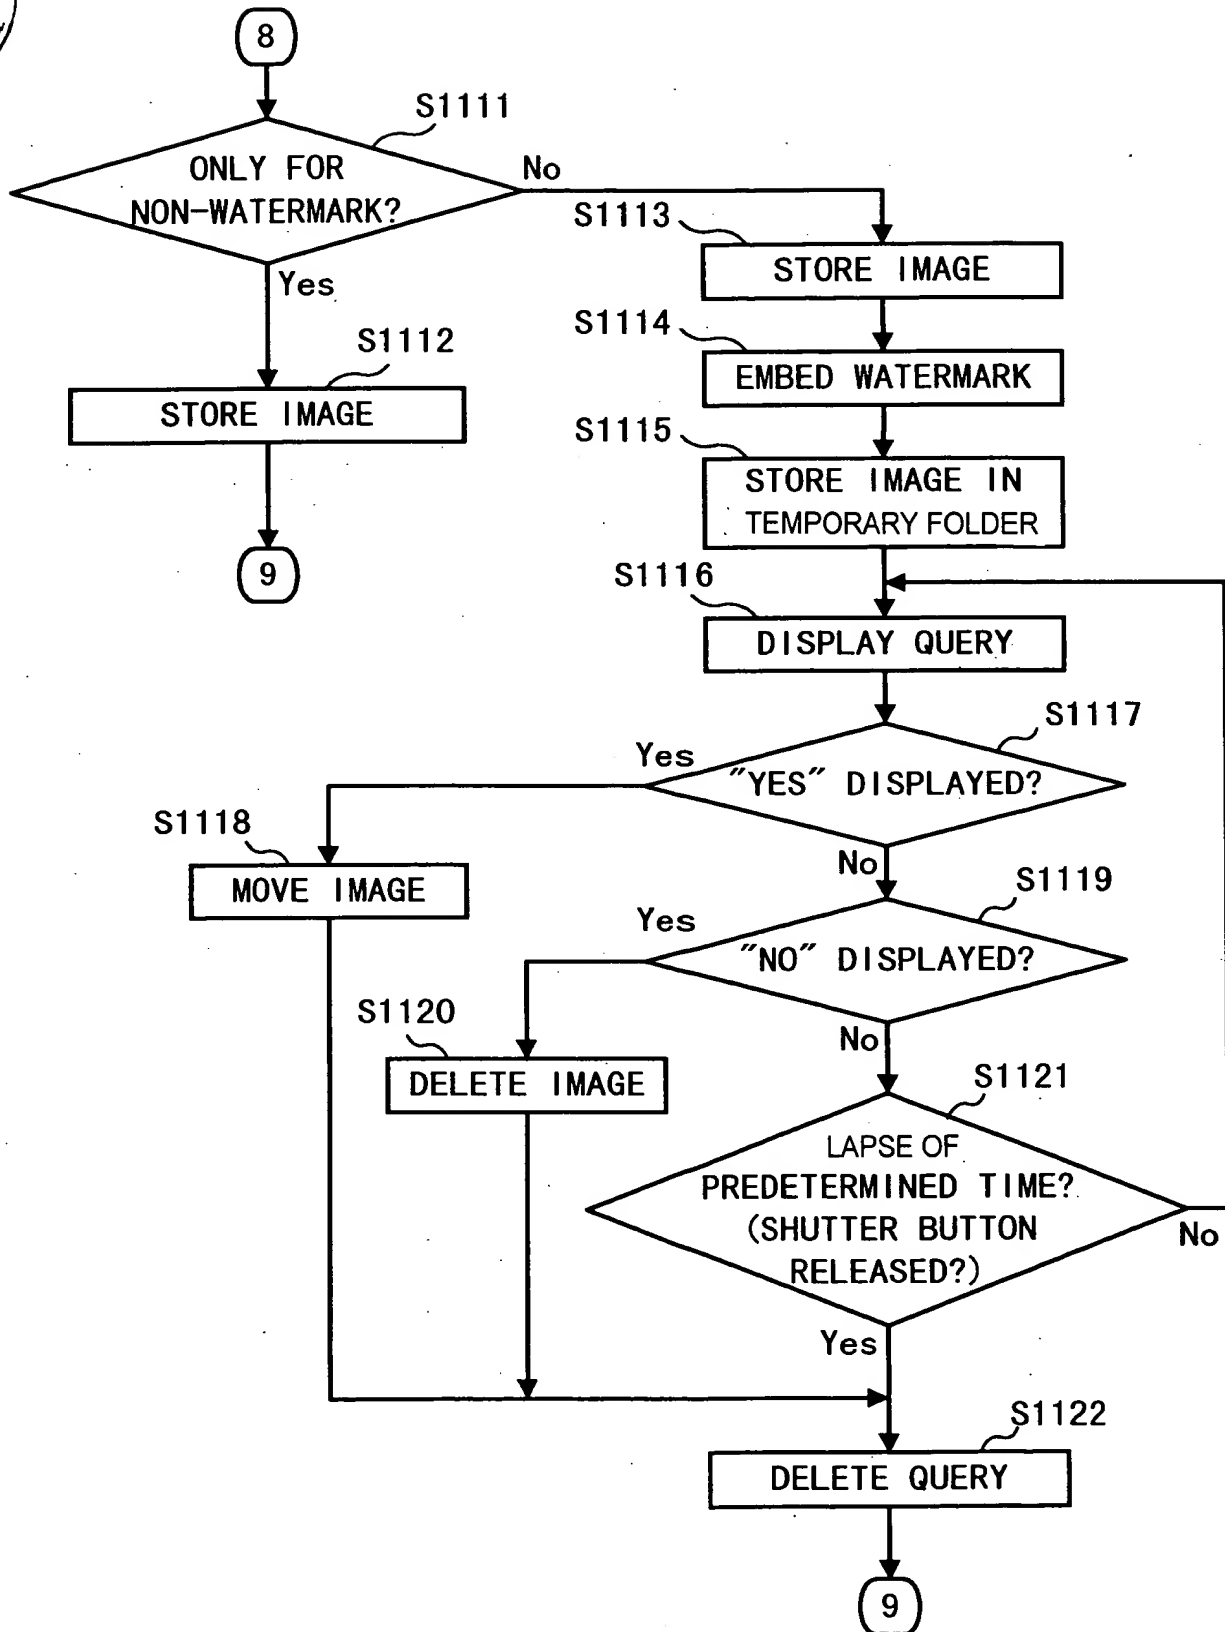 8
S1111
ONLY FOR
NON-WATERMARK?
No
Yes
S1112
STORE IMAGE
9
S1113
STORE IMAGE
S1114
EMBED WATERMARK
S1115
STORE IMAGE IN
TEMPORARY FOLDER
S1116
DISPLAY QUERY
S1117
"YES" DISPLAYED?
Yes
No
S1118
MOVE IMAGE
S1119
"NO" DISPLAYED?
Yes
No
S1120
DELETE IMAGE
S1121
LAPSE OF
PREDETERMINED TIME?
(SHUTTER BUTTON
RELEASED?)
No
Yes
S1122
DELETE QUERY
9